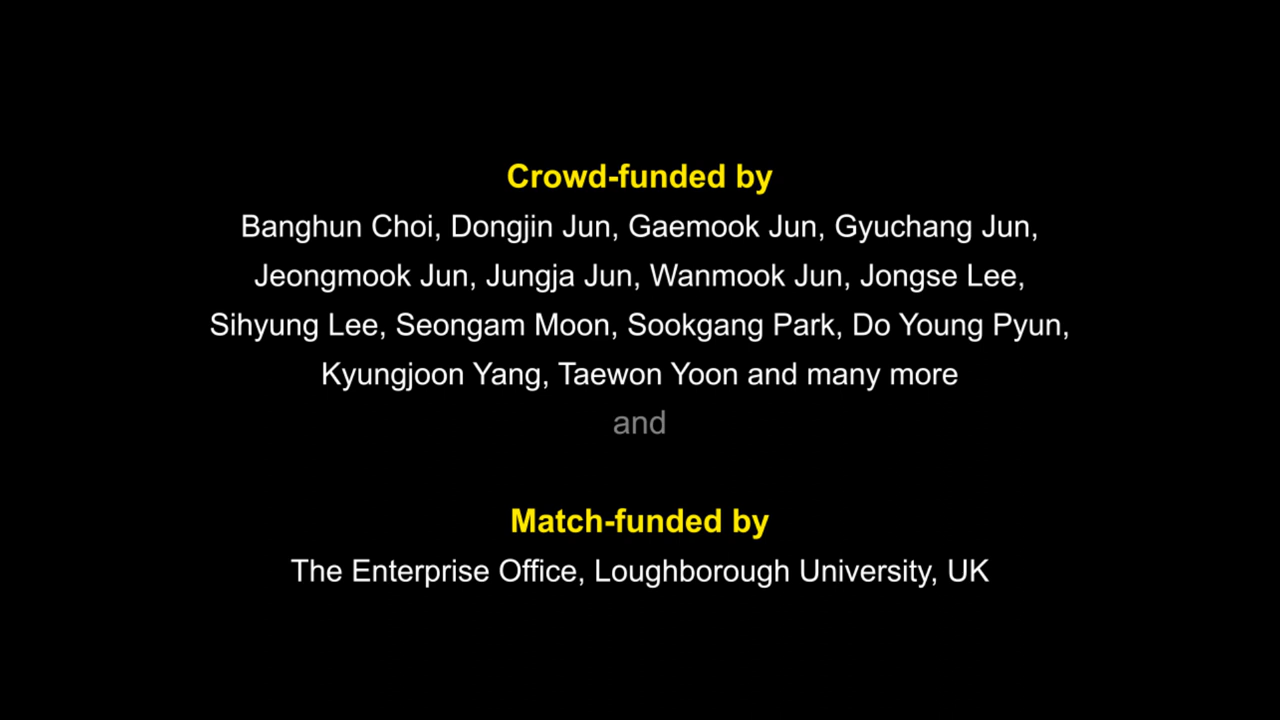 Crowd-funded by
Banghun Choi, Dongjin Jun, Gaemook Jun, Gyuchang Jun,
Jeongmook Jun, Jungja Jun, Wanmook Jun, Jongse Lee,
Sihyung Lee, Seongam Moon, Sookgang Park, Do Young Pyun,
Kyungjoon Yang, Taewon Yoon and many more
and
Match-funded by
The Enterprise Office, Loughborough University, UK